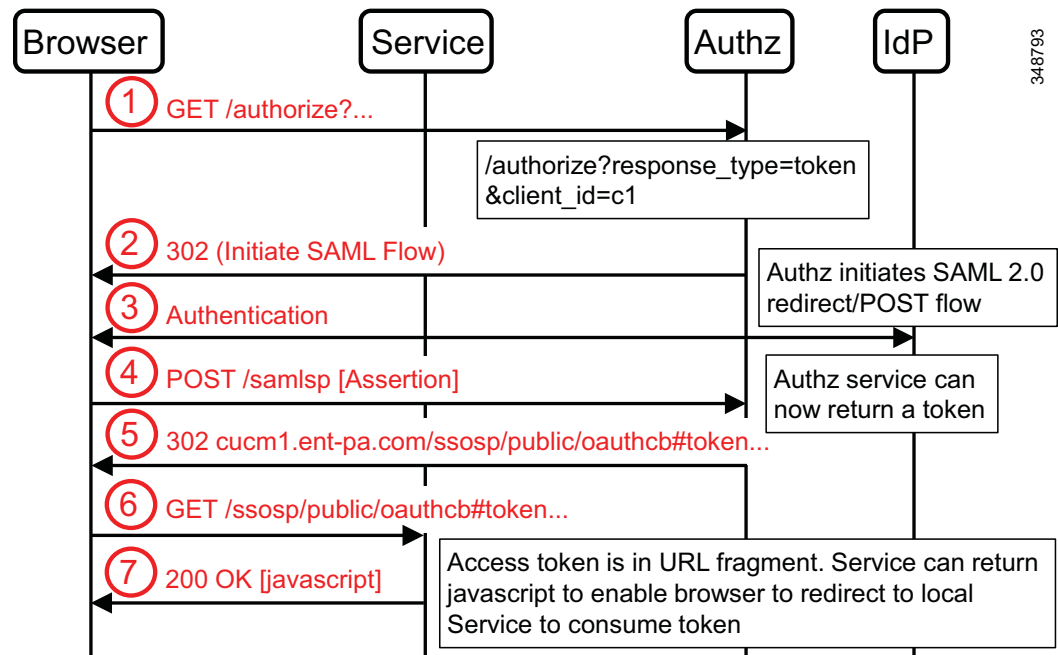 Browser
Service
Authz
IdP
348793
1 GET /authorize?...
/authorize?response_type=token
&client_id=c1
2 302 (Initiate SAML Flow)
Authz initiates SAML 2.0
redirect/POST flow
3 Authentication
4 POST /samlsp [Assertion]
Authz service can
now return a token
5 302 cucm1.ent-pa.com/ssosp/public/oauthcb#token...
6 GET /ssosp/public/oauthcb#token...
7 200 OK [javascript]
Access token is in URL fragment. Service can return
javascript to enable browser to redirect to local
Service to consume token